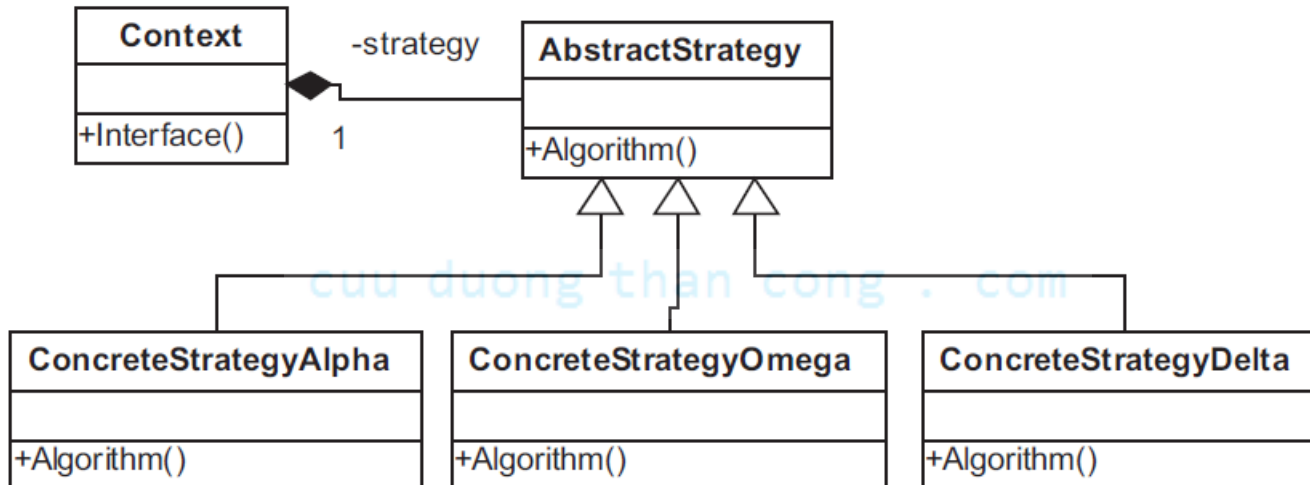 Context
-strategy
AbstractStrategy
+Interface()
1
+Algorithm()
cuu duong than cong . com
ConcreteStrategyAlpha
ConcreteStrategyOmega
ConcreteStrategyDelta
+Algorithm()
+Algorithm()
+Algorithm()